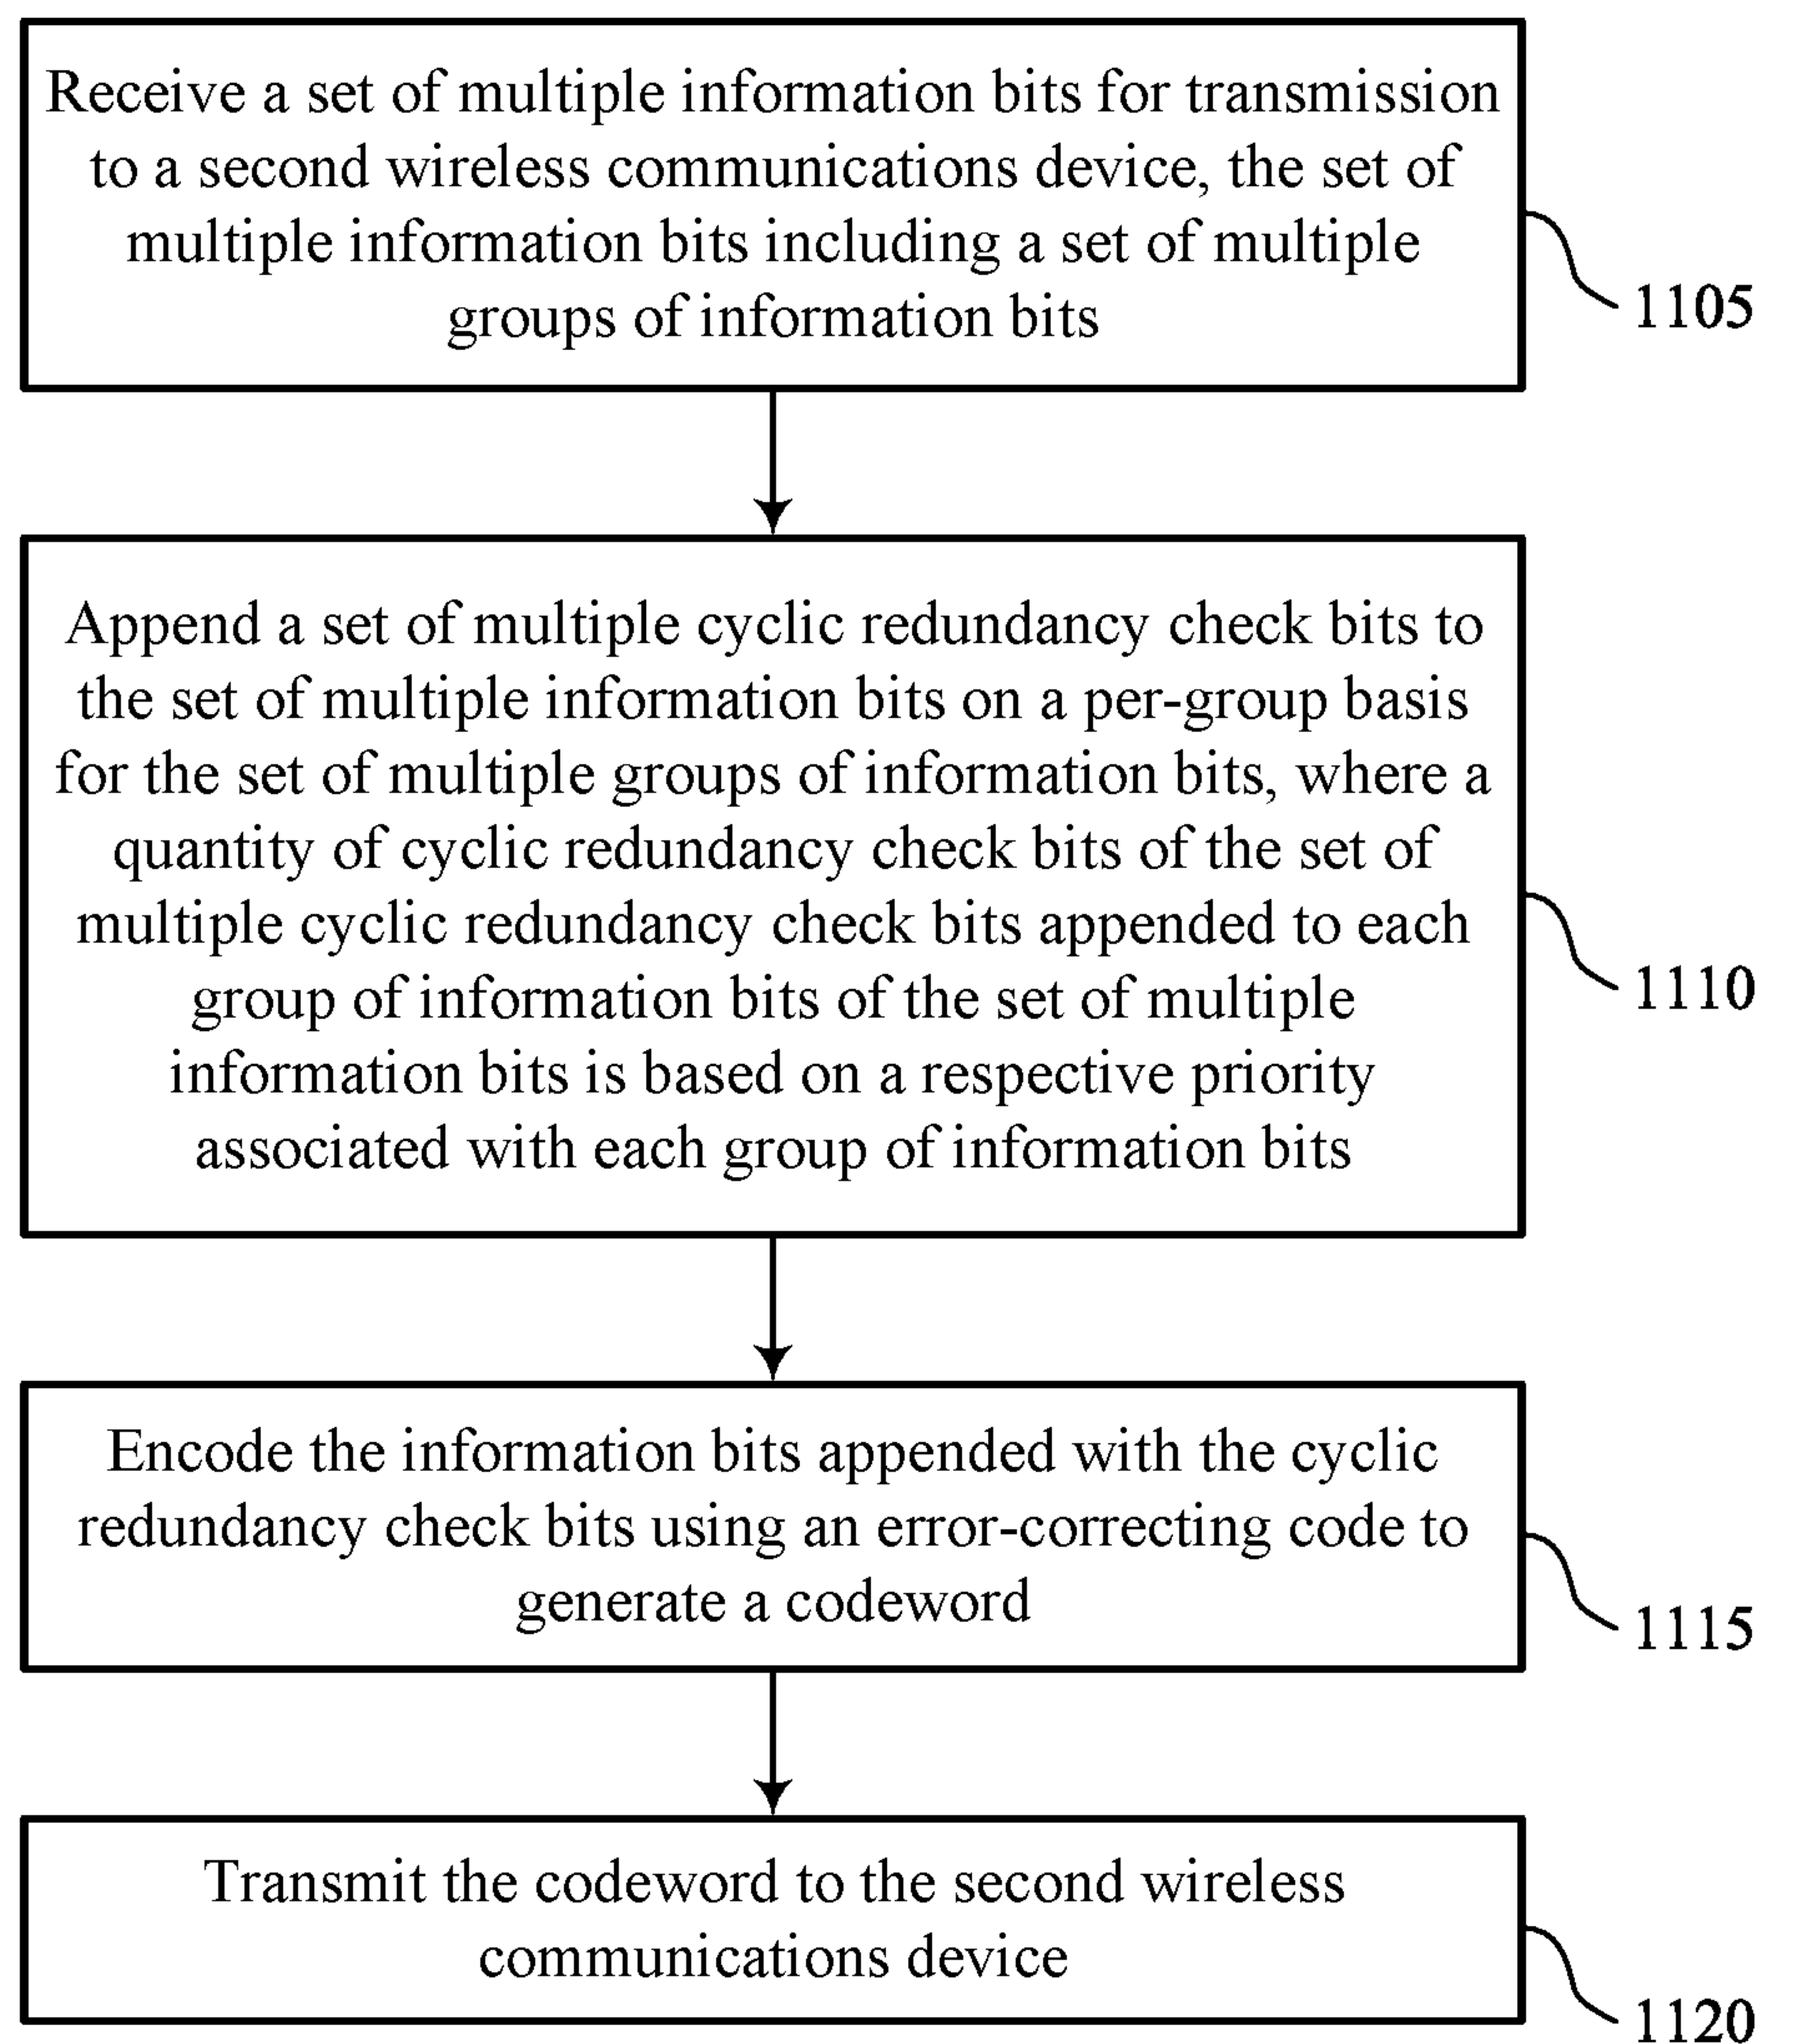 Receive a set of multiple information bits for transmission
to a second wireless communications device, the set of
multiple information bits including a set of multiple
groups of information bits
1105
Append a set of multiple cyclic redundancy check bits to
the set of multiple information bits on a per-group basis
for the set of multiple groups of information bits, where a
quantity of cyclic redundancy check bits of the set of
multiple cyclic redundancy check bits appended to each
group of information bits of the set of multiple
information bits is based on a respective priority
associated with each group of information bits
1110
Encode the information bits appended with the cyclic
redundancy check bits using an error-correcting code to
generate a codeword
1115
Transmit the codeword to the second wireless
communications device
1120